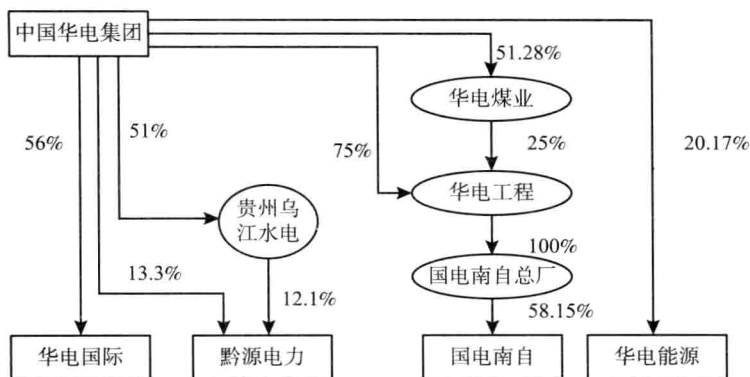 中国华电集团
51.28%
华电煤业
56%
51%
75%
25%
20.17%
华电工程
贵州乌
江水电
100%
国电南自总厂
13.3%
12.1%
58.15%
华电国际
黔源电力
国电南自
华电能源